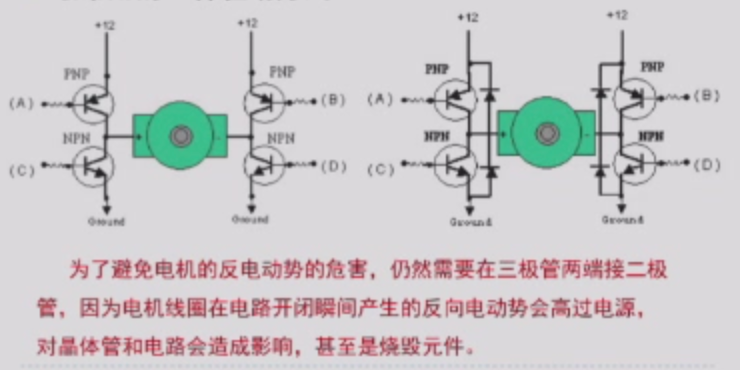 +12
+12
PNP
PNP
(A)
(B)
NPN
NPN
(C)
(D)
Ground
Ground
+12
+12
PNP
PNP
(A)
(B)
NPN
NPN
(C)
(D)
Ground
Ground
为了避免电机的反电动势的危害，仍然需要在三极管两端接二极
管，因为电机线圈在电路开闭瞬间产生的反向电动势会高过电源，
对晶体管和电路会造成影响，甚至是烧毁元件。